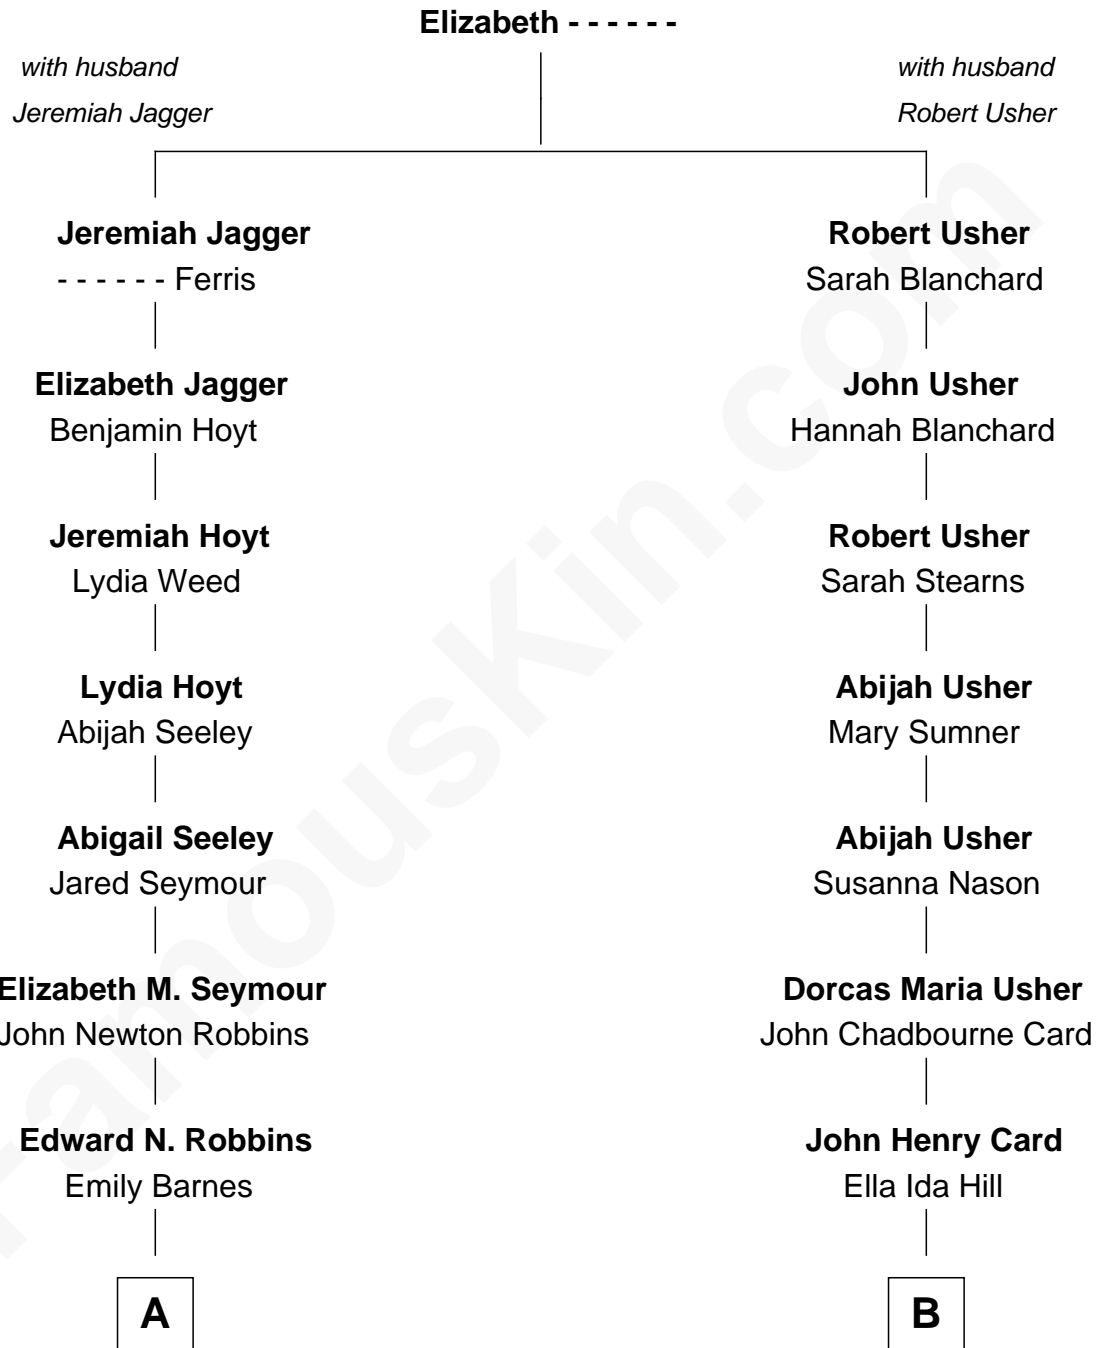 Elizabeth - - - - - -
with husband
Jeremiah Jagger
with husband
Robert Usher
Jeremiah Jagger
- - - - - - Ferris
Robert Usher
Sarah Blanchard
Elizabeth Jagger
Benjamin Hoyt
John Usher
Hannah Blanchard
Jeremiah Hoyt
Lydia Weed
Robert Usher
Sarah Stearns
Lydia Hoyt
Abijah Seeley
Abijah Usher
Mary Sumner
Abigail Seeley
Jared Seymour
Abijah Usher
Susanna Nason
Elizabeth M. Seymour
John Newton Robbins
Dorcas Maria Usher
John Chadbourne Card
Edward N. Robbins
Emily Barnes
John Henry Card
Ella Ida Hill
A
B
FamousKin.com